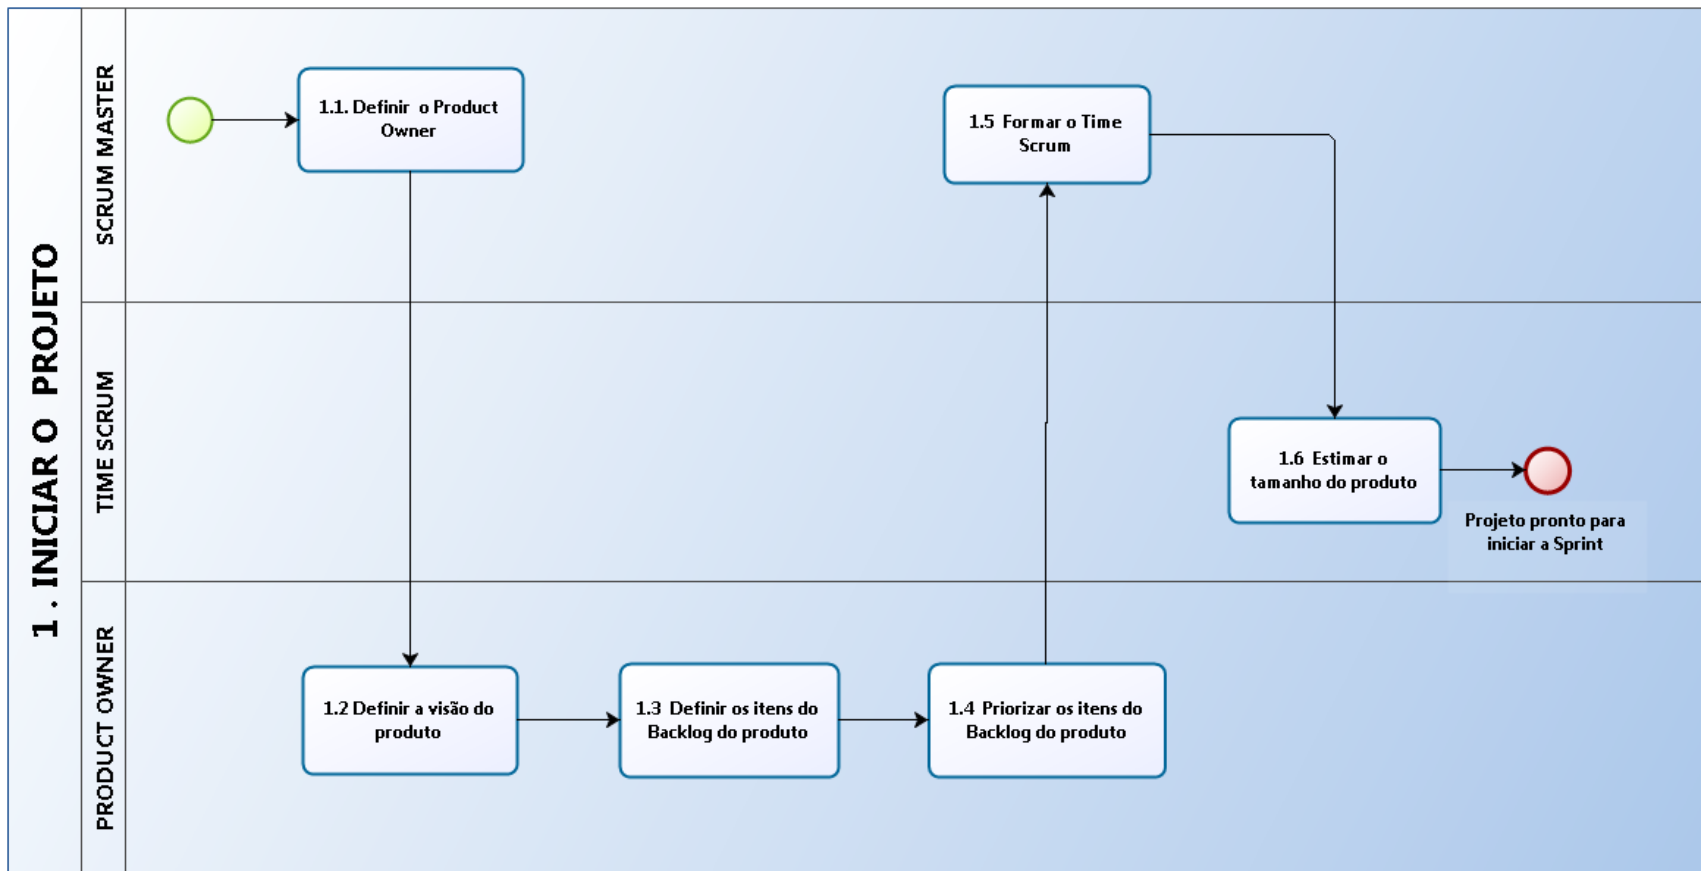 1 . INICIAR O PROJETO
SCRUM MASTER
1.1. Definir o Product
Owner
1.5 Formar o Time
Scrum
TIME SCRUM
1.6 Estimar o
tamanho do produto
Projeto pronto para
iniciar a Sprint
PRODUCT OWNER
1.2 Definir a visão do
produto
1.3 Definir os itens do
Backlog do produto
1.4 Priorizar os itens do
Backlog do produto